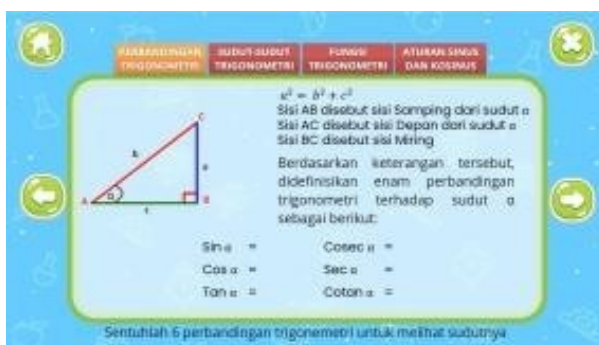 PERBANDINGAN TRIGONOMETRI
SUDUT-SUDUT TRIGONOMETRI
FUNGSI TRIGONOMETRI
ATURAN SINUS DAN KOSINUS
a² = b² + c²
Sisi AB disebut sisi Samping dari sudut α
Sisi AC disebut sisi Depan dari sudut α
Sisi BC disebut sisi Miring
Berdasarkan keterangan tersebut,
didefinisikan enam perbandingan
trigonometri terhadap sudut α
sebagai berikut:
C
b
a
A
α
B
c
Sin α = Cosec α =
Cos α = Sec α =
Tan α = Cotan α =
Sentuhlah 6 perbandingan trigonemetri untuk melihat sudutnya